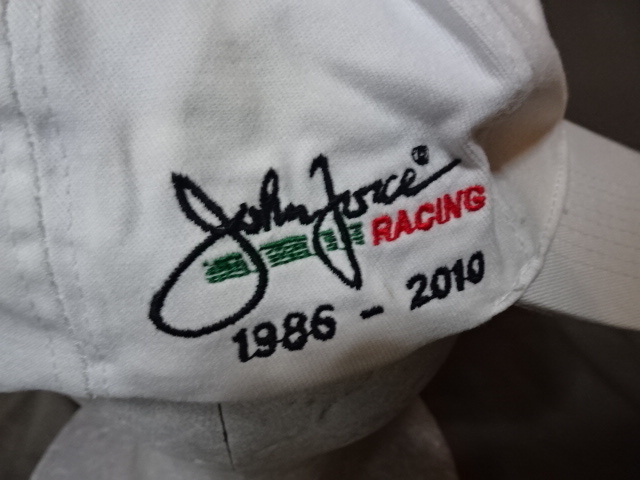 John Force®
RACING
1986 - 2010